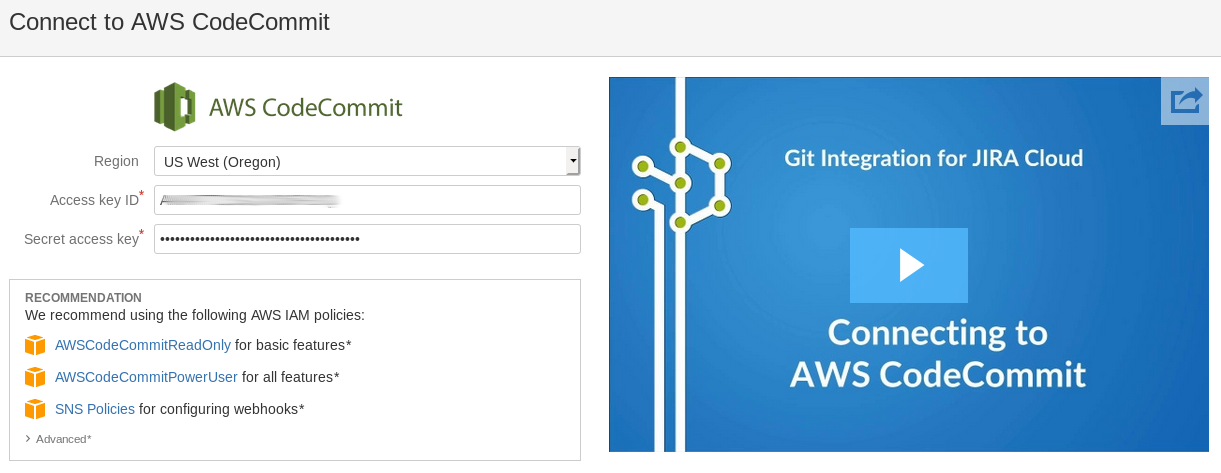 Connect to AWS CodeCommit
AWS CodeCommit
Region
US West (Oregon)
Access key ID*
Secret access key*
••••••••••••••••••••••••••••••••••••••••
RECOMMENDATION
We recommend using the following AWS IAM policies:
AWSCodeCommitReadOnly for basic features*
AWSCodeCommitPowerUser for all features*
SNS Policies for configuring webhooks*
Advanced*
Git Integration for JIRA Cloud
Connecting to
AWS CodeCommit